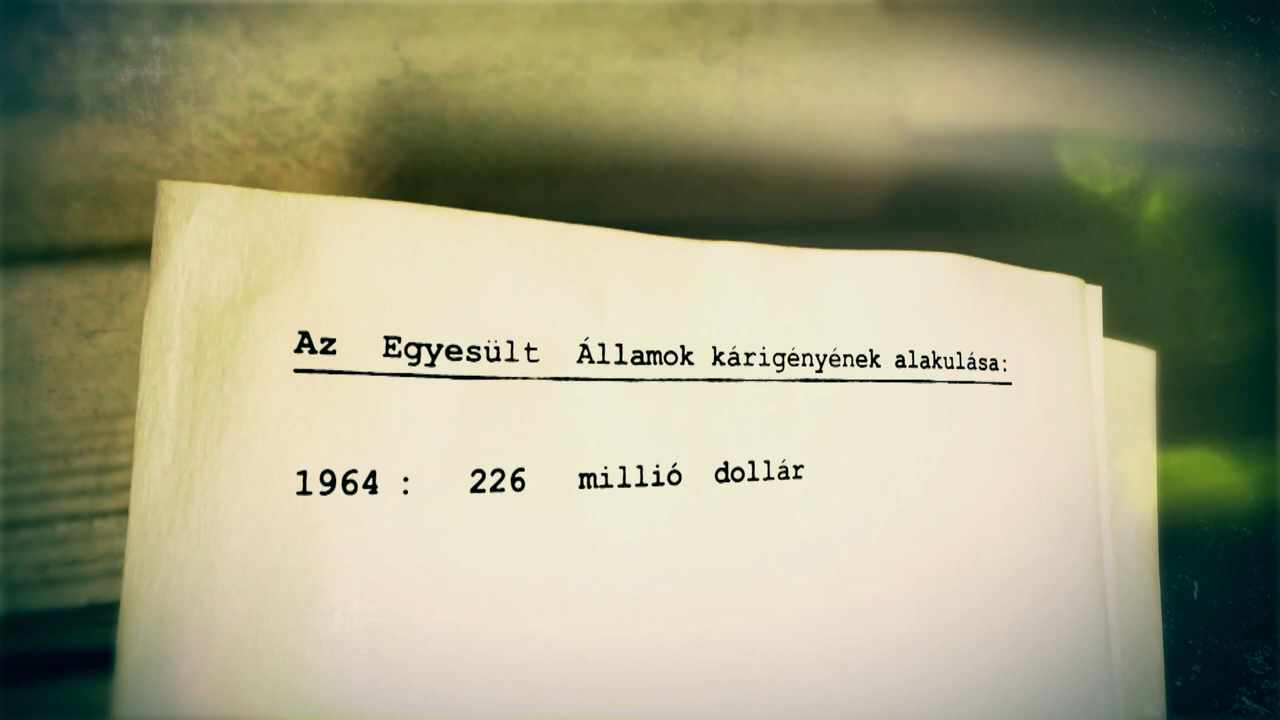 Az Egyesült Államok kárigényének alakulása:
1964 : 226 millió dollár